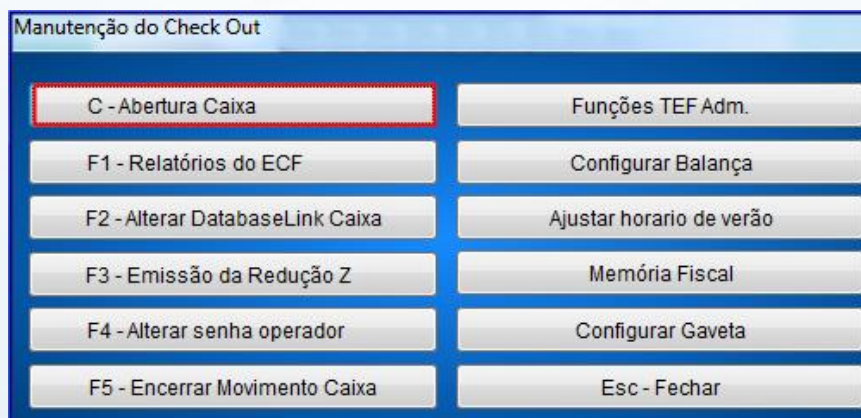 Manutenção do Check Out
C - Abertura Caixa
Funções TEF Adm.
F1 - Relatórios do ECF
Configurar Balança
F2 - Alterar DatabaseLink Caixa
Ajustar horario de verão
F3 - Emissão da Redução Z
Memória Fiscal
F4 - Alterar senha operador
Configurar Gaveta
F5 - Encerrar Movimento Caixa
Esc - Fechar